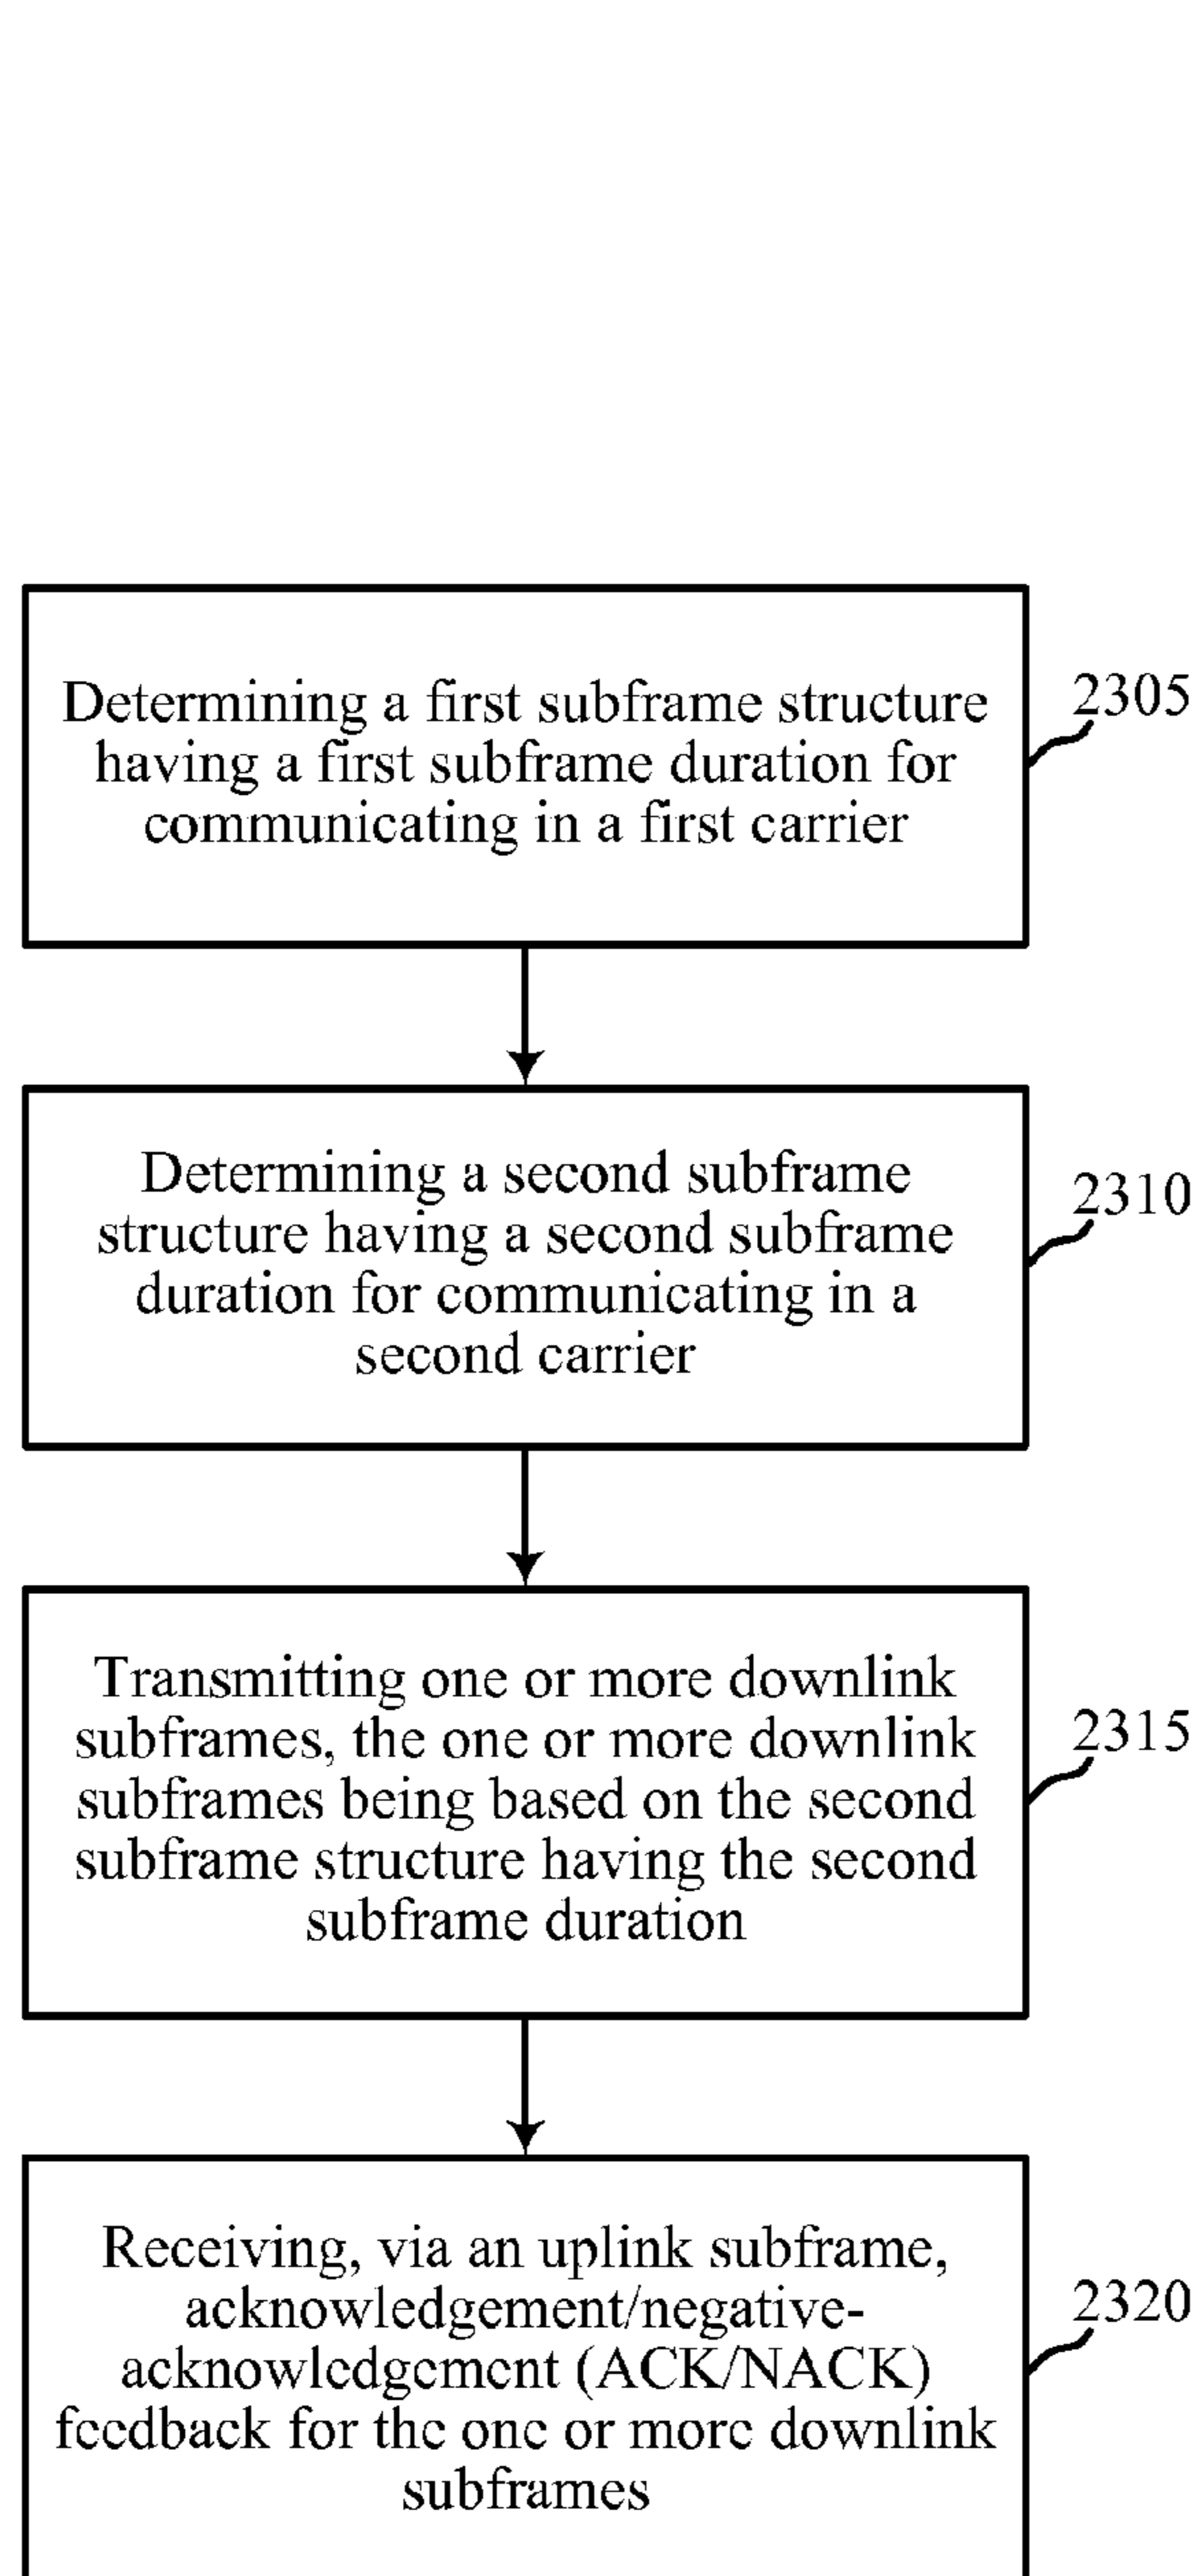 Determining a first subframe structure
having a first subframe duration for
communicating in a first carrier
2305
Determining a second subframe
structure having a second subframe
duration for communicating in a
second carrier
2310
Transmitting one or more downlink
subframes, the one or more downlink
subframes being based on the second
subframe structure having the second
subframe duration
2315
Receiving, via an uplink subframe,
acknowledgement/negative-
acknowledgement (ACK/NACK)
feedback for the one or more downlink
subframes
2320